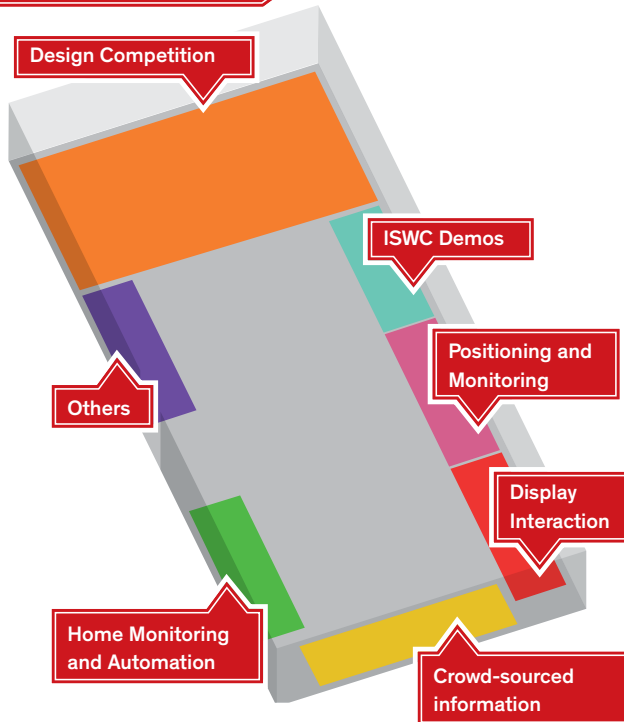 Design Competition
ISWC Demos
Positioning and
Monitoring
Others
Display
Interaction
Home Monitoring
and Automation
Crowd-sourced
information